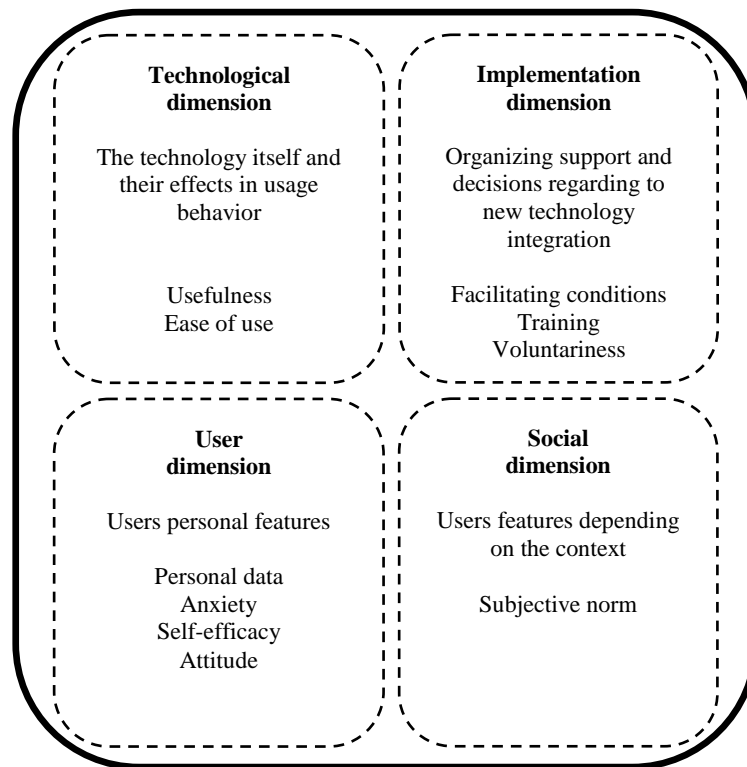 Technological
dimension
The technology itself and
their effects in usage
behavior
Usefulness
Ease of use
Implementation
dimension
Organizing support and
decisions regarding to
new technology
integration
Facilitating conditions
Training
Voluntariness
User
dimension
Users personal features
Personal data
Anxiety
Self-efficacy
Attitude
Social
dimension
Users features depending
on the context
Subjective norm